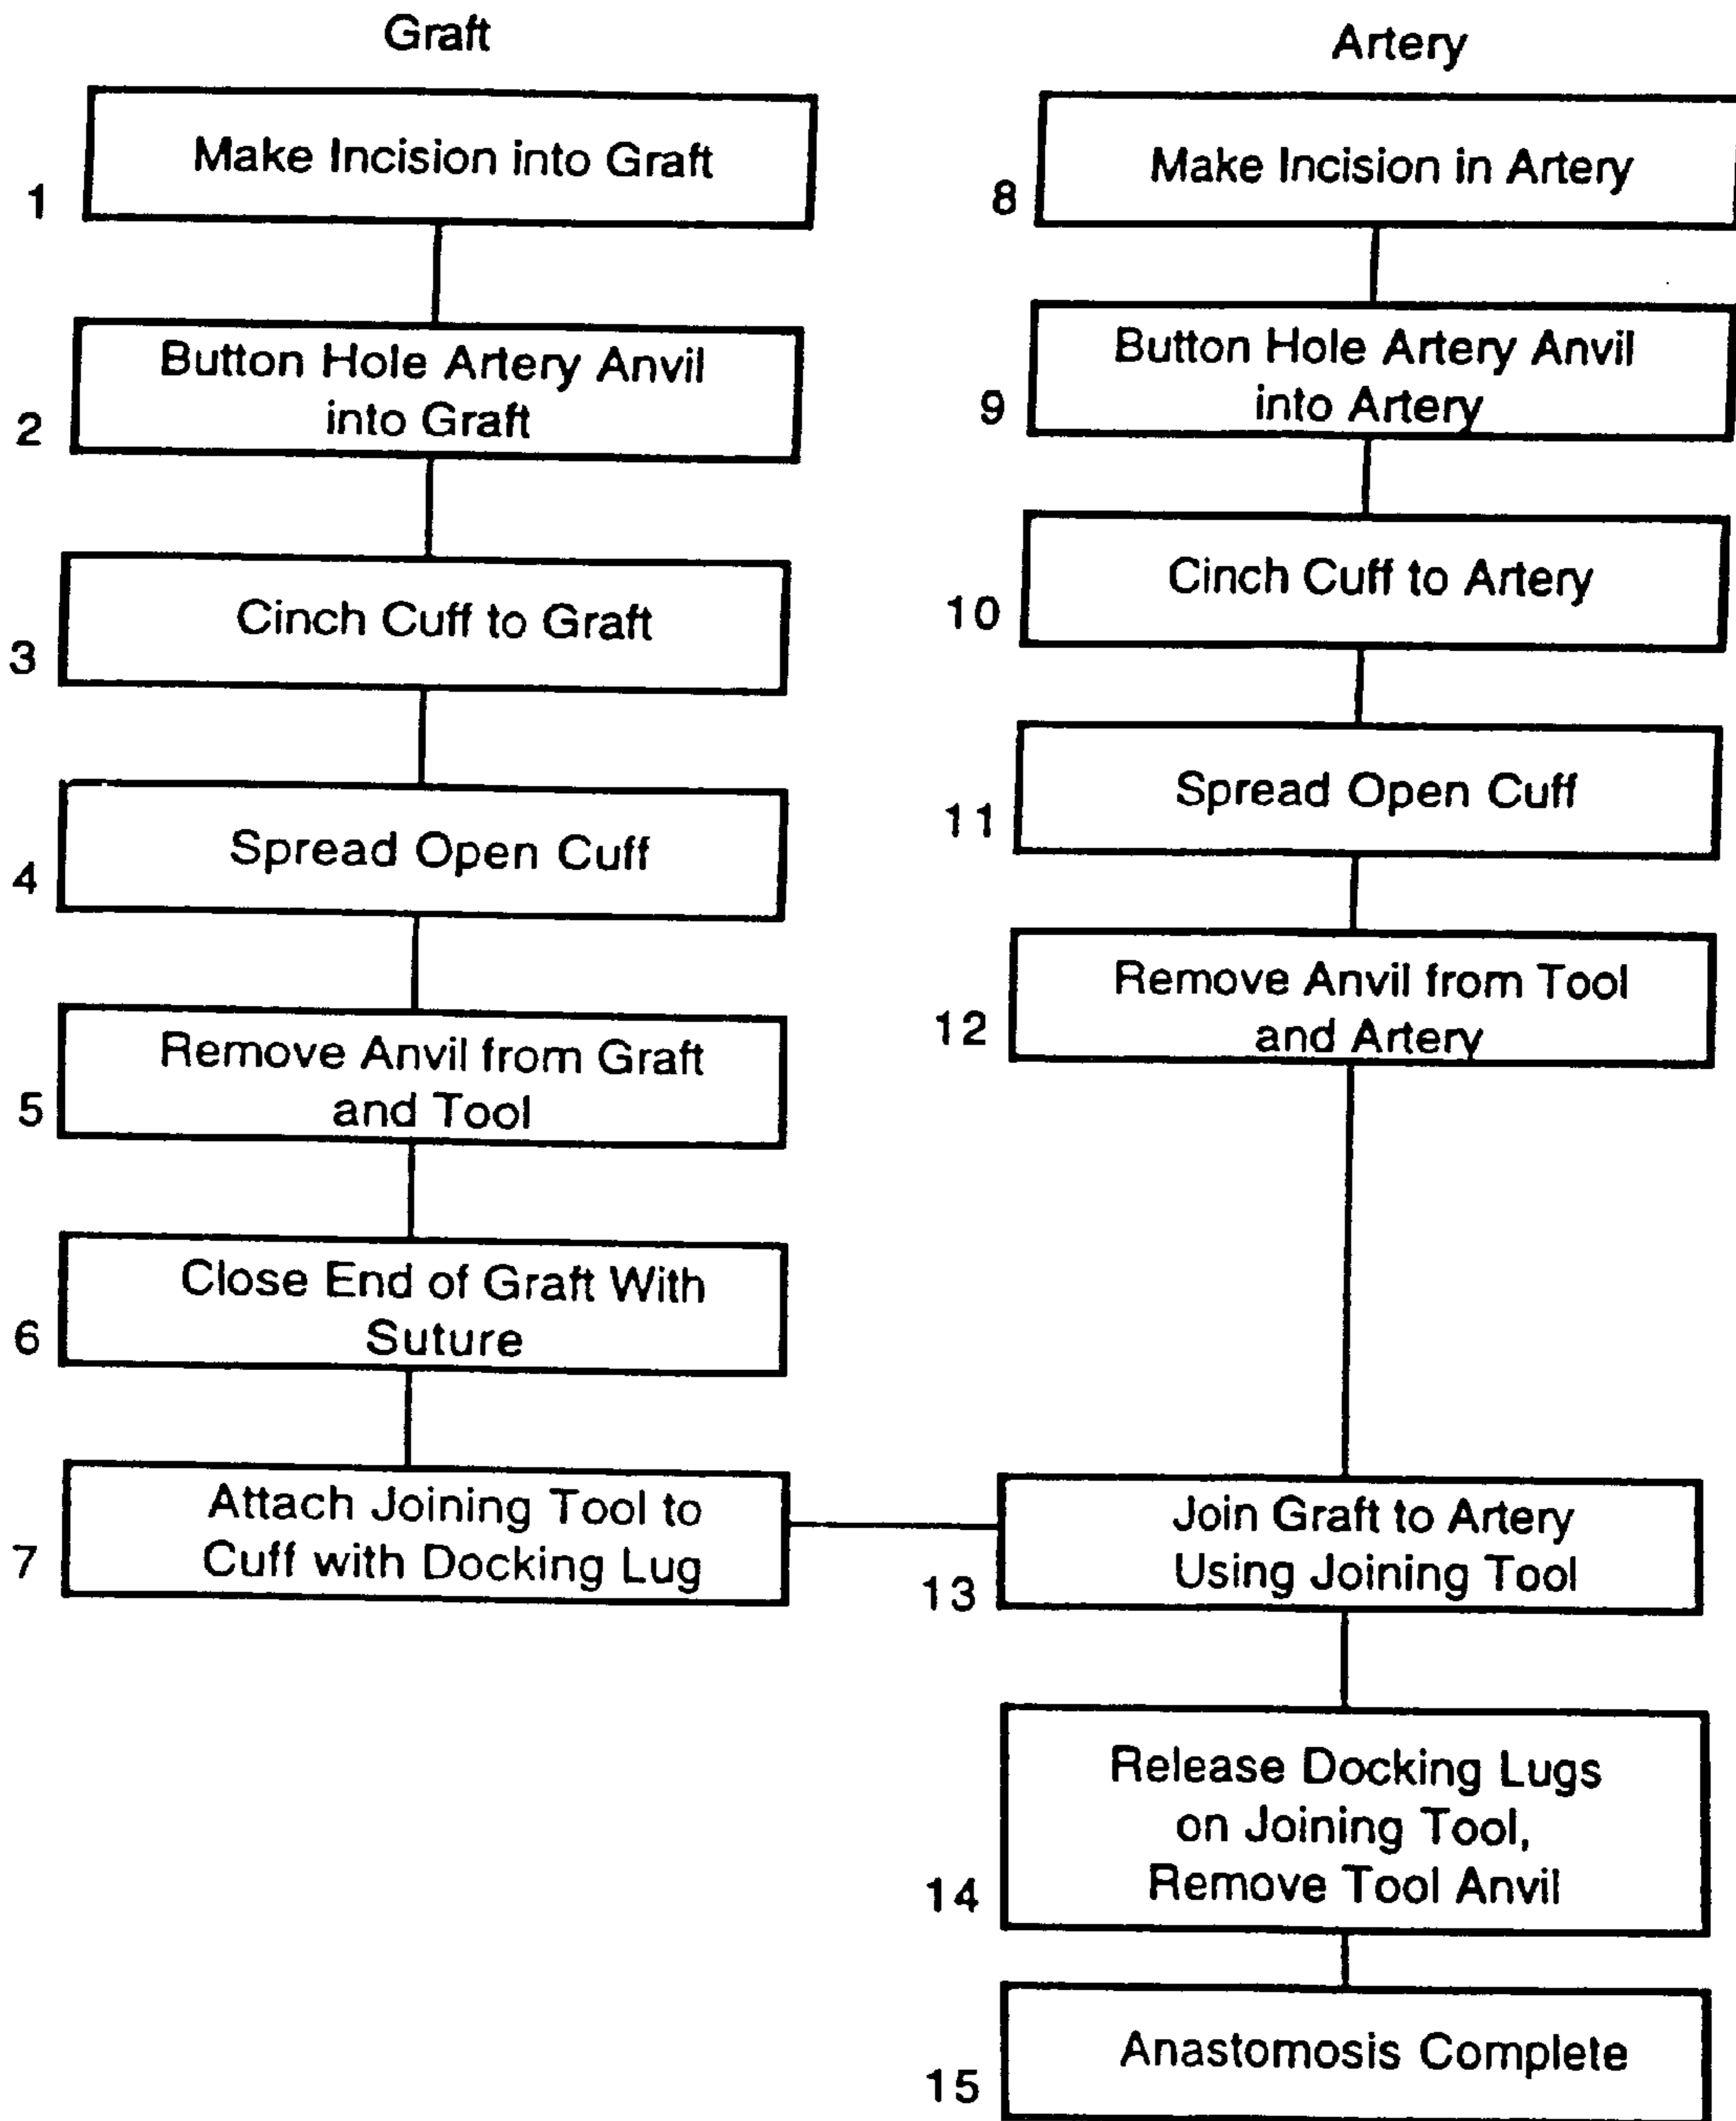 Graft
Make Incision into Graft
1
Button Hole Artery Anvil
into Graft
2
Cinch Cuff to Graft
3
Spread Open Cuff
4
Remove Anvil from Graft
and Tool
5
Close End of Graft With
Suture
6
Attach Joining Tool to
Cuff with Docking Lug
7
Artery
Make Incision in Artery
8
Button Hole Artery Anvil
into Artery
9
Cinch Cuff to Artery
10
Spread Open Cuff
11
Remove Anvil from Tool
and Artery
12
Join Graft to Artery
Using Joining Tool
13
Release Docking Lugs
on Joining Tool,
Remove Tool Anvil
14
Anastomosis Complete
15